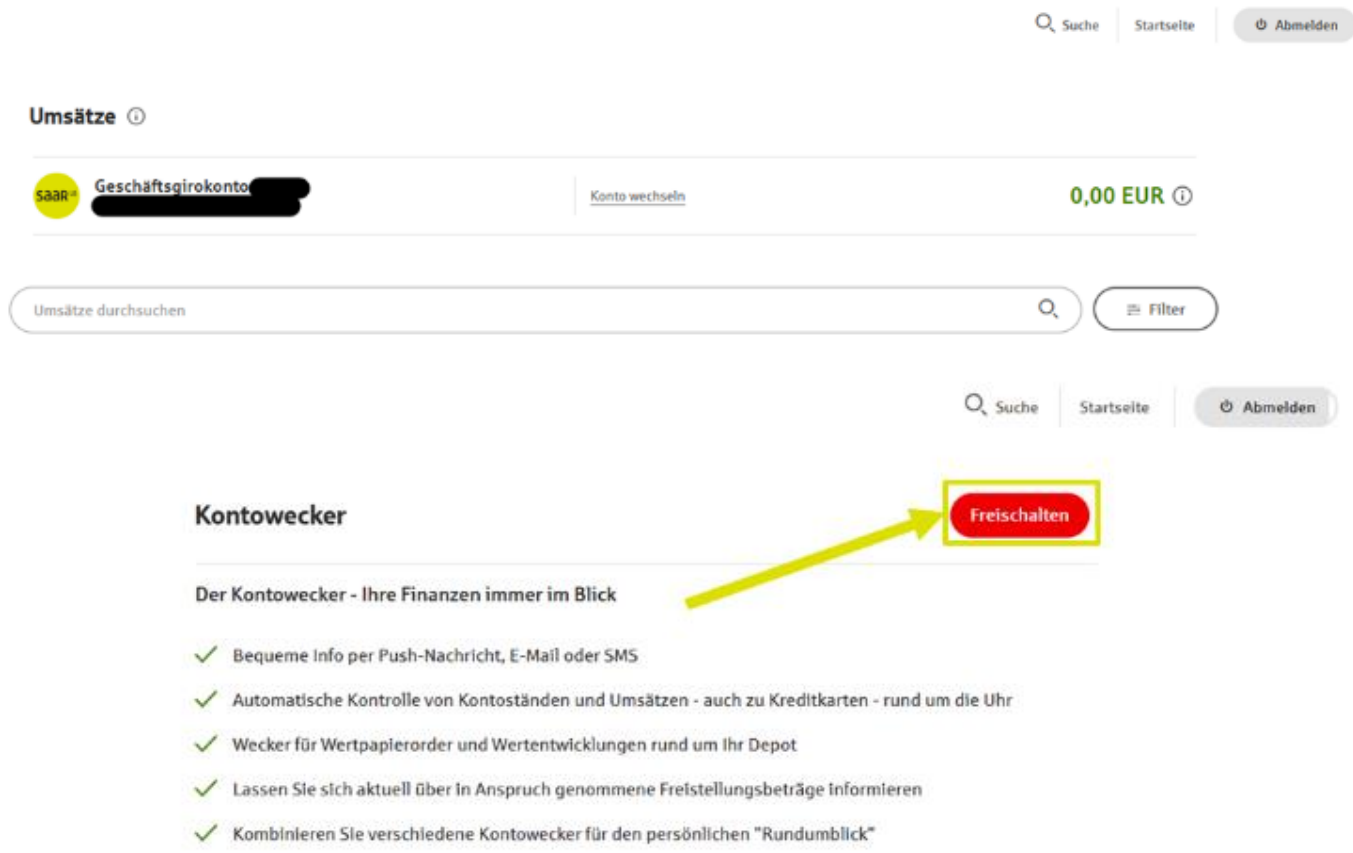 Suche Startseite Abmelden
Umsätze
saar LB Geschäftsgirokonto
Konto wechseln
0,00 EUR
Umsätze durchsuchen
Filter
Suche Startseite Abmelden
Kontowecker
Freischalten
Der Kontowecker - Ihre Finanzen immer im Blick
Bequeme Info per Push-Nachricht, E-Mail oder SMS
Automatische Kontrolle von Kontoständen und Umsätzen - auch zu Kreditkarten - rund um die Uhr
Wecker für Wertpapierorder und Wertentwicklungen rund um Ihr Depot
Lassen Sie sich aktuell über in Anspruch genommene Freistellungsbeträge informieren
Kombinieren Sie verschiedene Kontowecker für den persönlichen "Rundumblick"